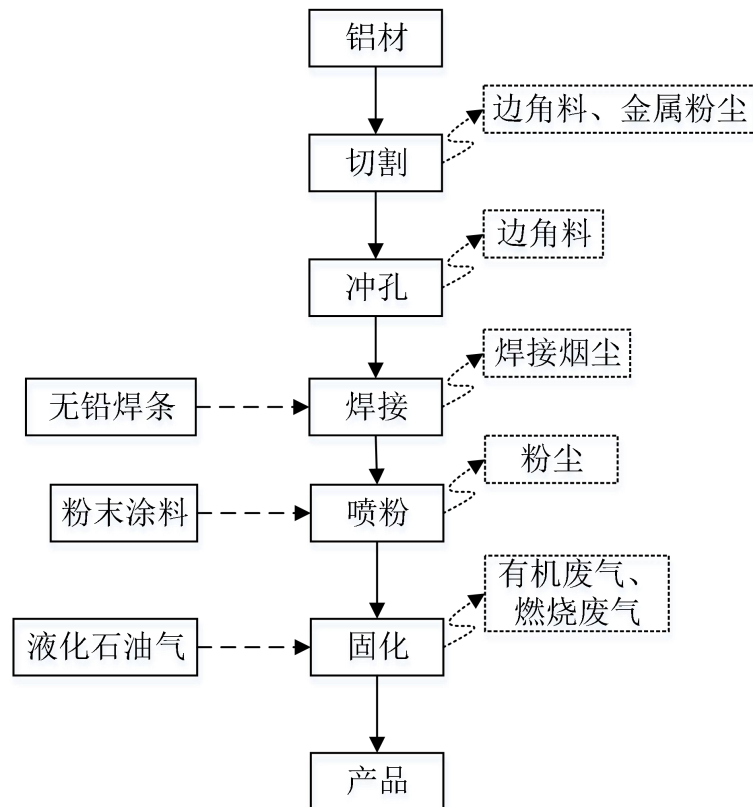 铝材
边角料、金属粉尘
切割
边角料
冲孔
焊接烟尘
无铅焊条
焊接
粉尘
粉末涂料
喷粉
有机废气、
燃烧废气
液化石油气
固化
产品